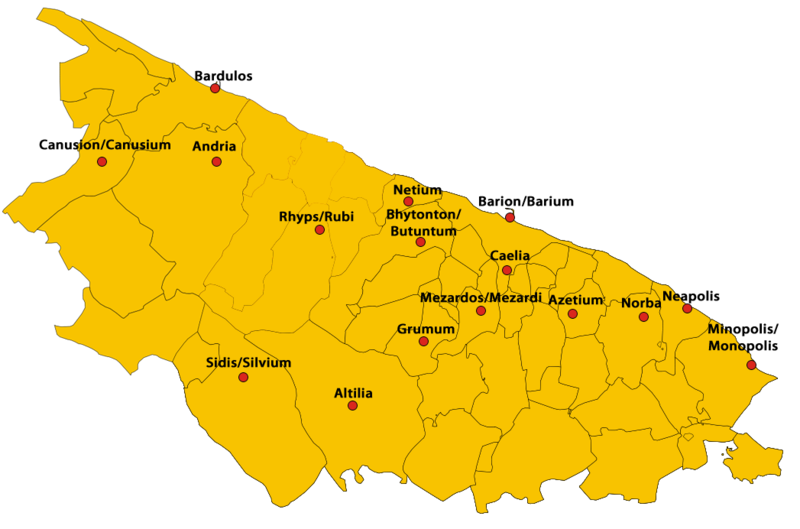 Bardulos
Canusion/Canusium
Andria
Netium
Barion/Barium
Rhyps/Rubi
Bhytonton/
Butuntum
Caelia
Mezardos/Mezardi
Azetium
Norba
Neapolis
Grumum
Minopolis/
Monopolis
Sidis/Silvium
Altilia